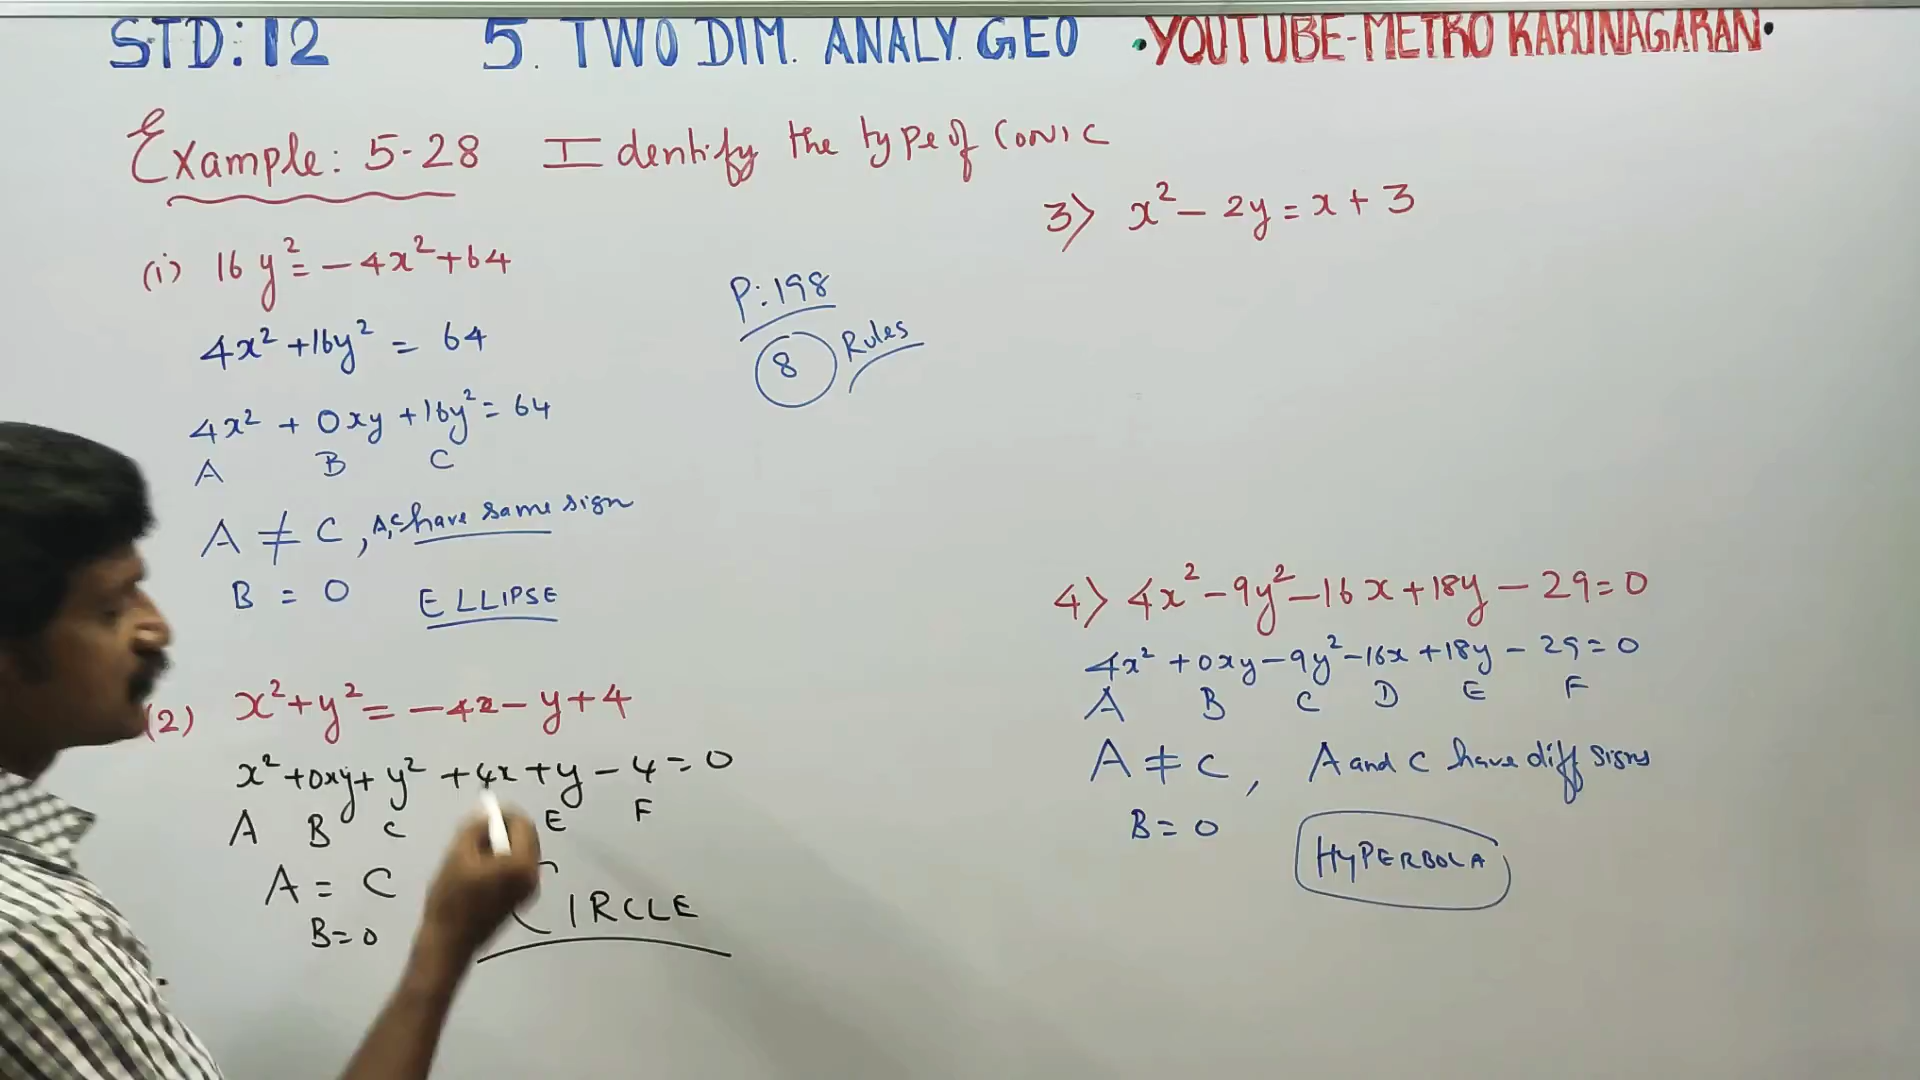 STD: 12 5. TWO DIM. ANALY. GEO •YOUTUBE-METRO KARUNAGARAN•
Example: 5-28 Identify the type of Conic
(i) 16y² = -4x²+64
4x² +16y² = 64
4x² + 0xy +16y² = 64
A B C
A ≠ C, A,C have same sign
B = 0 ELLIPSE
P:198
8 Rules
(2) x²+y² = -4x-y+4
x²+0xy+y²+4x+y-4=0
A B C E F
A = C
B=0 CIRCLE
3) x²-2y=x+3
4) 4x²-9y²-16x+18y-29=0
4x²+0xy-9y²-16x+18y-29=0
A B C D E F
A ≠ C, A and C have diff signs
B=0
HYPERBOLA